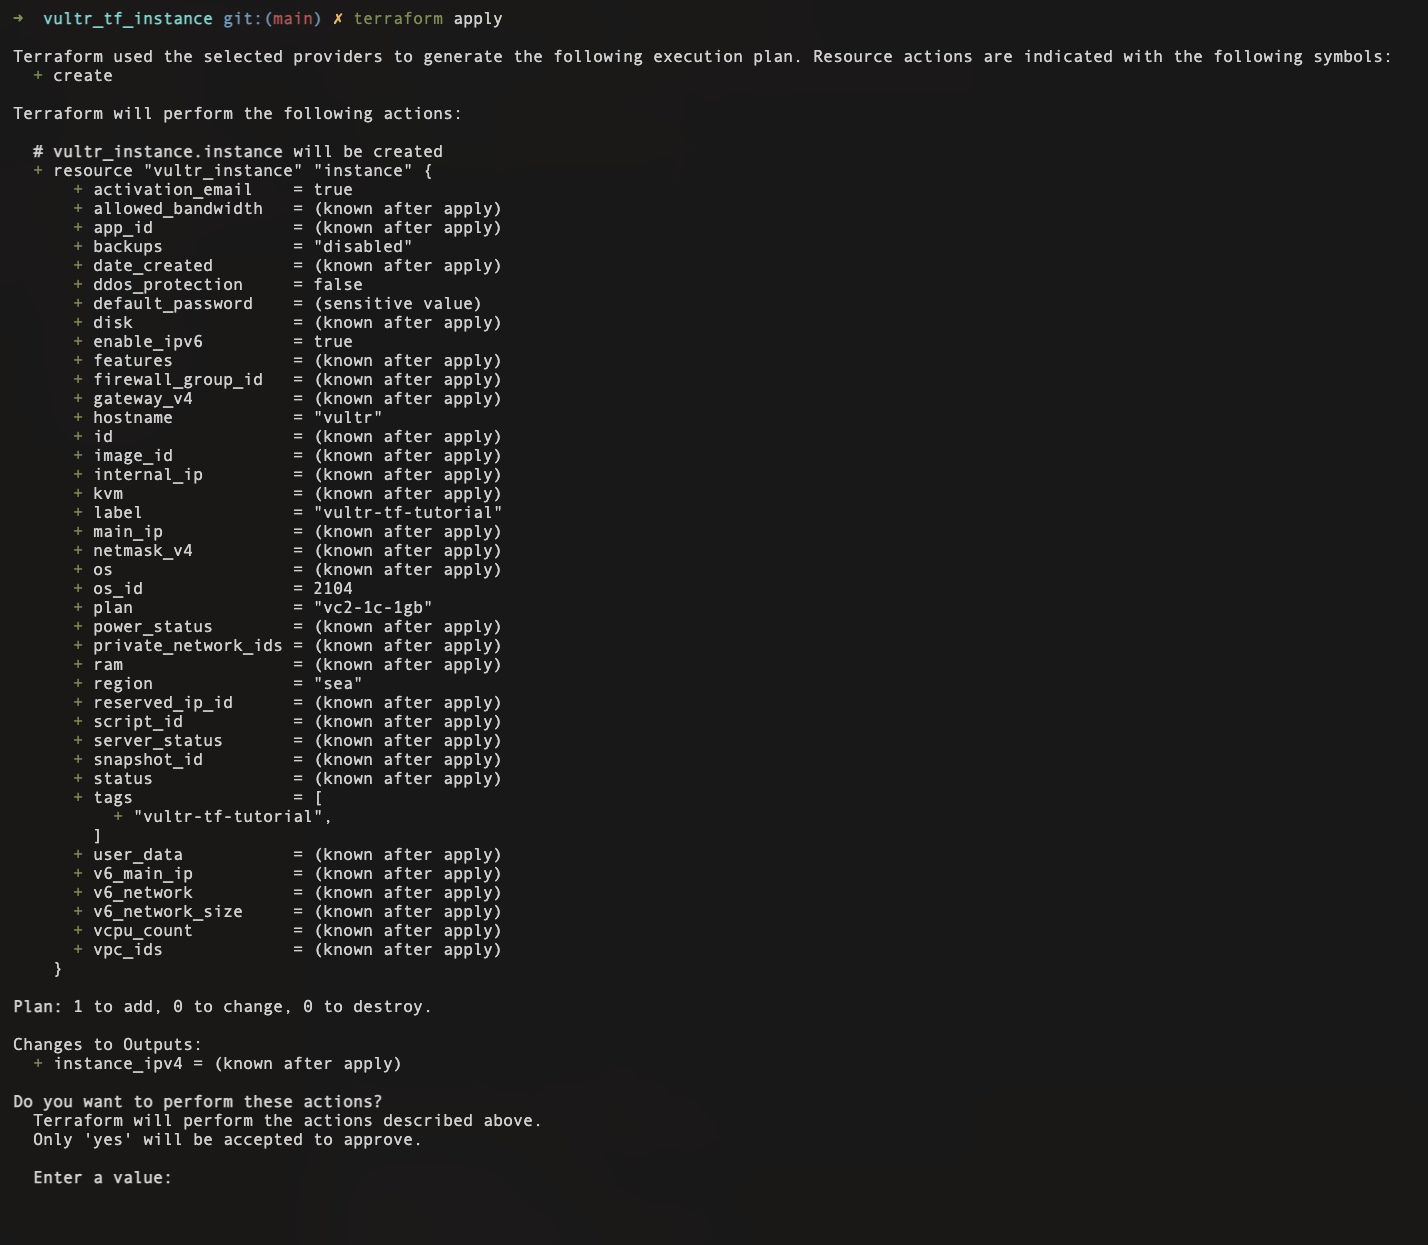 ➜  vultr_tf_instance git:(main) ✗ terraform apply

Terraform used the selected providers to generate the following execution plan. Resource actions are indicated with the following symbols:
  + create

Terraform will perform the following actions:

  # vultr_instance.instance will be created
  + resource "vultr_instance" "instance" {
      + activation_email    = true
      + allowed_bandwidth   = (known after apply)
      + app_id              = (known after apply)
      + backups             = "disabled"
      + date_created        = (known after apply)
      + ddos_protection     = false
      + default_password    = (sensitive value)
      + disk                = (known after apply)
      + enable_ipv6         = true
      + features            = (known after apply)
      + firewall_group_id   = (known after apply)
      + gateway_v4          = (known after apply)
      + hostname            = "vultr"
      + id                  = (known after apply)
      + image_id            = (known after apply)
      + internal_ip         = (known after apply)
      + kvm                 = (known after apply)
      + label               = "vultr-tf-tutorial"
      + main_ip             = (known after apply)
      + netmask_v4          = (known after apply)
      + os                  = (known after apply)
      + os_id               = 2104
      + plan                = "vc2-1c-1gb"
      + power_status        = (known after apply)
      + private_network_ids = (known after apply)
      + ram                 = (known after apply)
      + region              = "sea"
      + reserved_ip_id      = (known after apply)
      + script_id           = (known after apply)
      + server_status       = (known after apply)
      + snapshot_id         = (known after apply)
      + status              = (known after apply)
      + tags                = [
          + "vultr-tf-tutorial",
        ]
      + user_data           = (known after apply)
      + v6_main_ip          = (known after apply)
      + v6_network          = (known after apply)
      + v6_network_size     = (known after apply)
      + vcpu_count          = (known after apply)
      + vpc_ids             = (known after apply)
    }

Plan: 1 to add, 0 to change, 0 to destroy.

Changes to Outputs:
  + instance_ipv4 = (known after apply)

Do you want to perform these actions?
  Terraform will perform the actions described above.
  Only 'yes' will be accepted to approve.

  Enter a value: